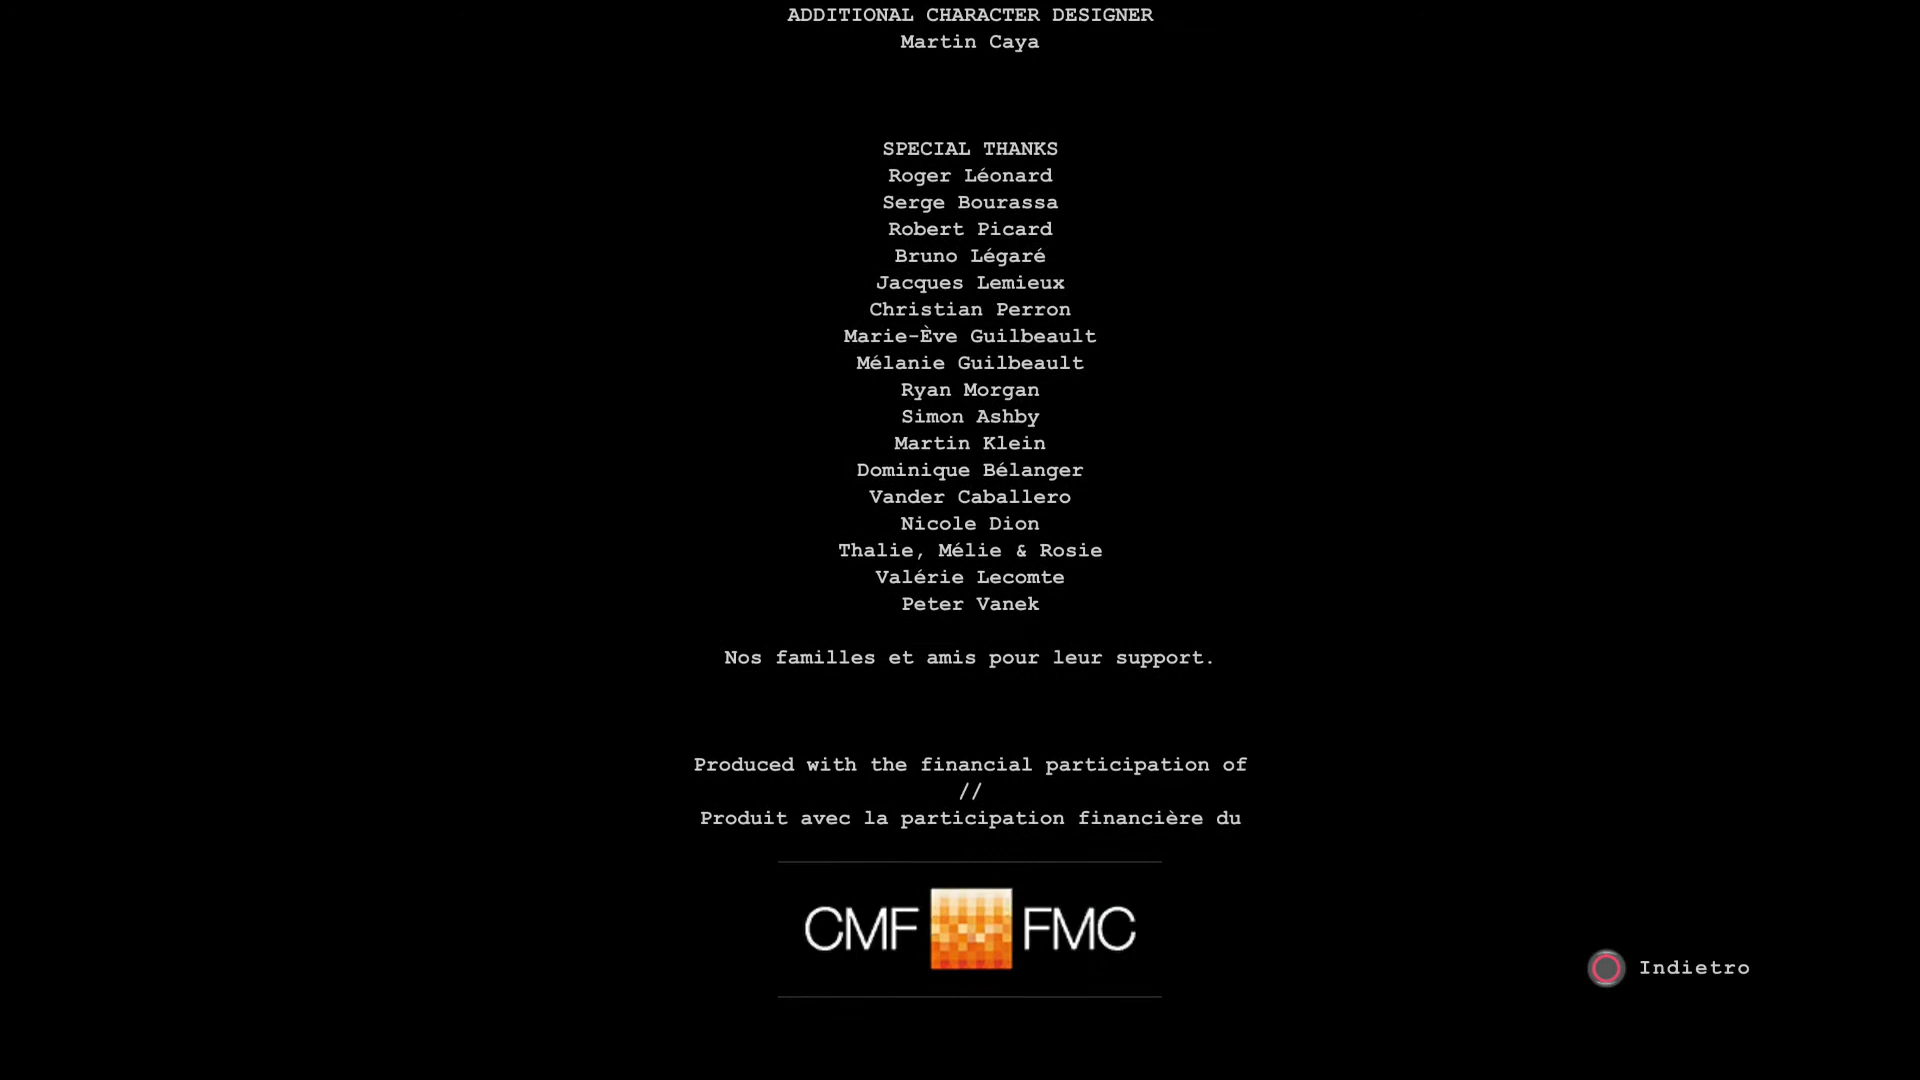 ADDITIONAL CHARACTER DESIGNER
Martin Caya
SPECIAL THANKS
Roger Léonard
Serge Bourassa
Robert Picard
Bruno Légaré
Jacques Lemieux
Christian Perron
Marie-Ève Guilbeault
Mélanie Guilbeault
Ryan Morgan
Simon Ashby
Martin Klein
Dominique Bélanger
Vander Caballero
Nicole Dion
Thalie, Mélie & Rosie
Valérie Lecomte
Peter Vanek
Nos familles et amis pour leur support.
Produced with the financial participation of
//
Produit avec la participation financière du
CMF FMC
Indietro